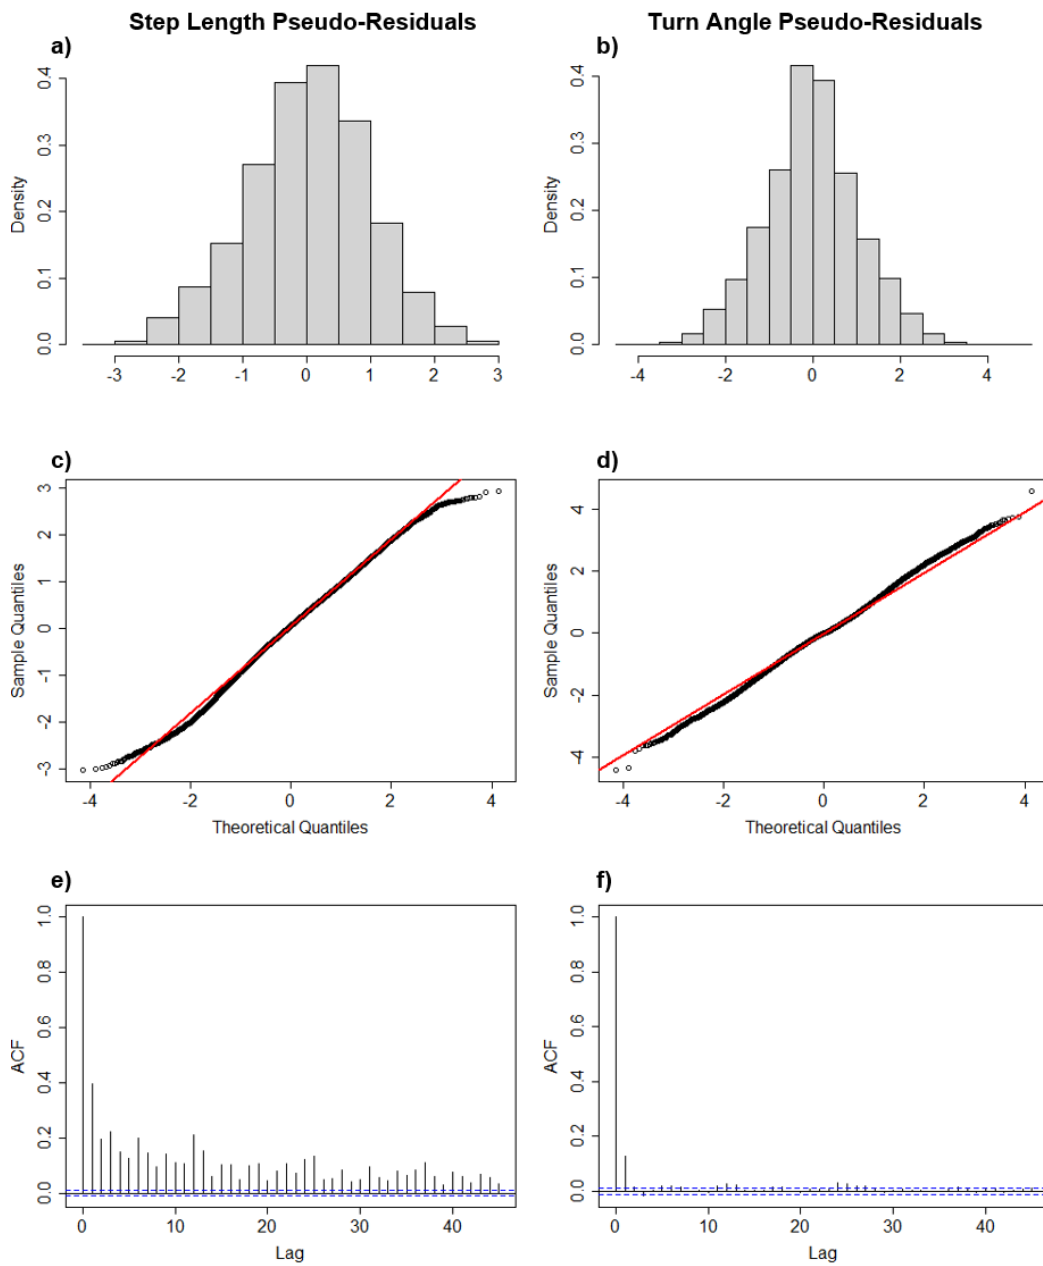 Step Length Pseudo-Residuals
Turn Angle Pseudo-Residuals
a)
b)
Density
0.0 0.1 0.2 0.3 0.4
-3 -2 -1 0 1 2 3
Density
0.0 0.1 0.2 0.3 0.4
-4 -2 0 2 4
c)
d)
Sample Quantiles
-3 -2 -1 0 1 2 3
-4 -2 0 2 4
Theoretical Quantiles
Sample Quantiles
-4 -2 0 2 4
-4 -2 0 2 4
Theoretical Quantiles
e)
f)
ACF
0.0 0.2 0.4 0.6 0.8 1.0
0 10 20 30 40
Lag
ACF
0.0 0.2 0.4 0.6 0.8 1.0
0 10 20 30 40
Lag